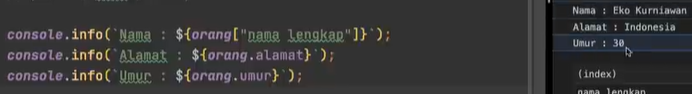 console.info(`Nama : ${orang["nama lengkap"]}`);
console.info(`Alamat : ${orang.alamat}`);
console.info(`Umur : ${orang.umur}`);
Nama : Eko Kurniawan
Alamat : Indonesia
Umur : 30
(index)
nama lengkap